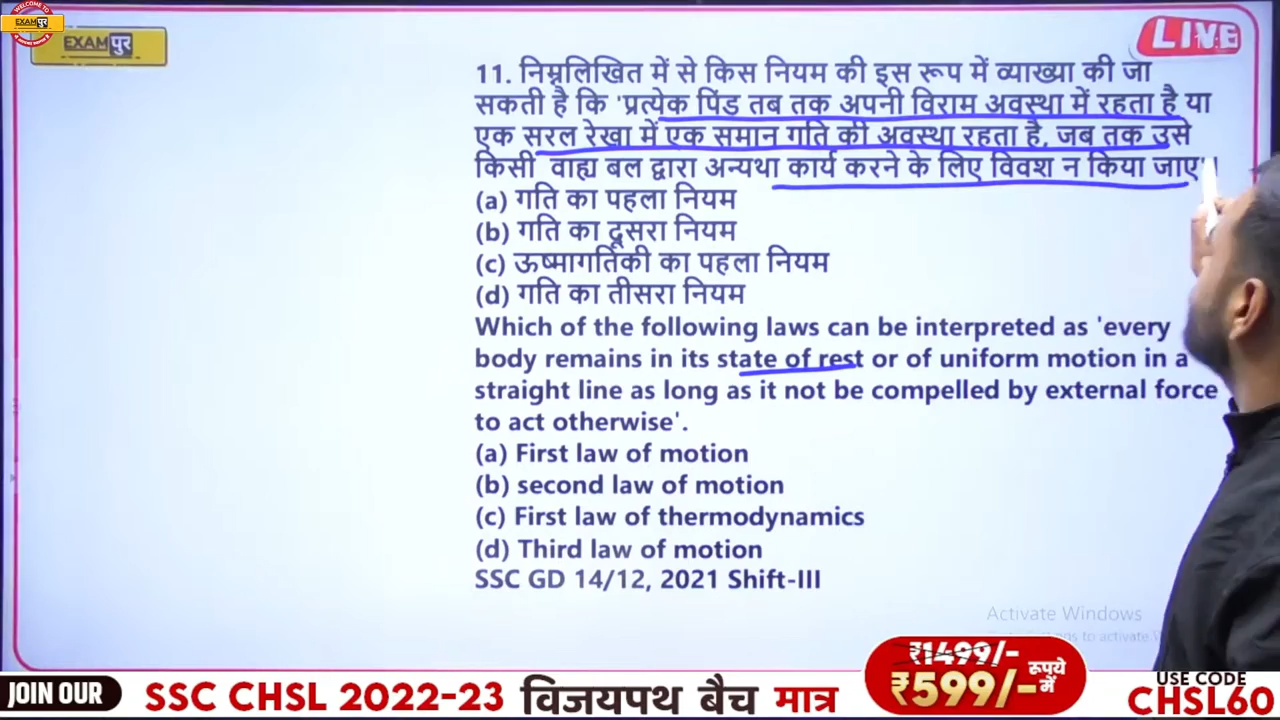 WELCOME TO
EXAMपुर
EXAMपुर
LIVE
11. निम्नलिखित में से किस नियम की इस रूप में व्याख्या की जा
सकती है कि 'प्रत्येक पिंड तब तक अपनी विराम अवस्था में रहता है या
एक सरल रेखा में एक समान गति की अवस्था रहता है, जब तक उसे
किसी वाह्य बल द्वारा अन्यथा कार्य करने के लिए विवश न किया जाए'।
(a) गति का पहला नियम
(b) गति का दूसरा नियम
(c) ऊष्मागतिकी का पहला नियम
(d) गति का तीसरा नियम
Which of the following laws can be interpreted as 'every
body remains in its state of rest or of uniform motion in a
straight line as long as it not be compelled by external force
to act otherwise'.
(a) First law of motion
(b) second law of motion
(c) First law of thermodynamics
(d) Third law of motion
SSC GD 14/12, 2021 Shift-III
Activate Windows
to activate
JOIN OUR
SSC CHSL 2022-23 विजयपथ बैच मात्र
₹1499/-
₹599/- रुपये में
USE CODE
CHSL60